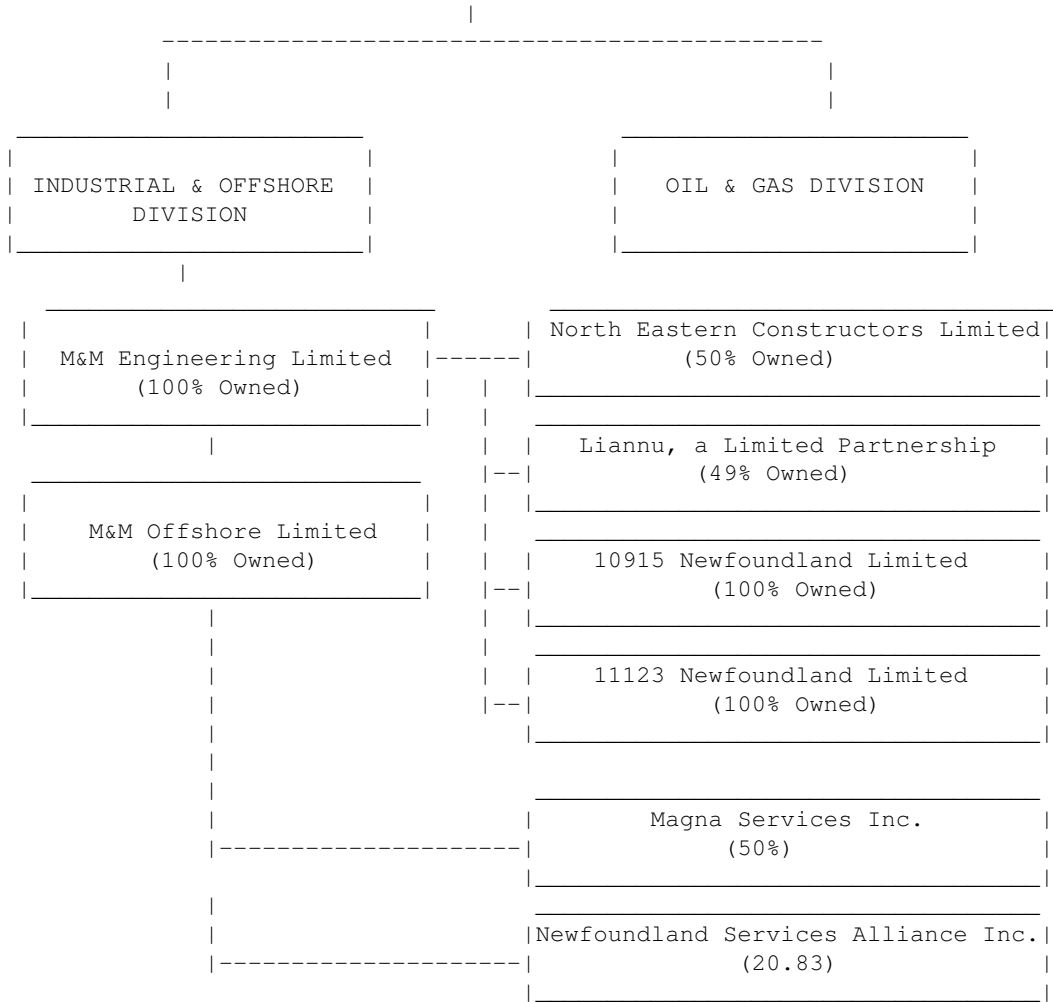 INDUSTRIAL & OFFSHORE
DIVISION
OIL & GAS DIVISION
M&M Engineering Limited
(100% Owned)
North Eastern Constructors Limited
(50% Owned)
Liannu, a Limited Partnership
(49% Owned)
M&M Offshore Limited
(100% Owned)
10915 Newfoundland Limited
(100% Owned)
11123 Newfoundland Limited
(100% Owned)
Magna Services Inc.
(50%)
Newfoundland Services Alliance Inc.
(20.83)